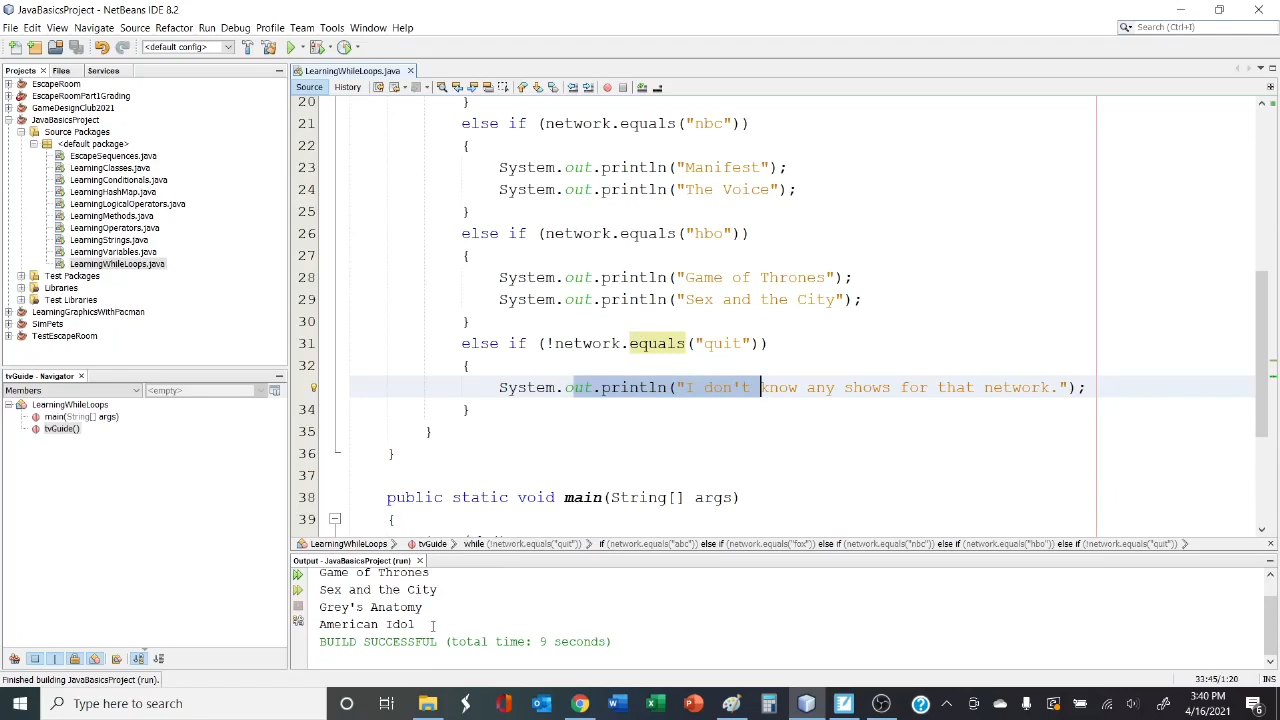 JavaBasicsProject - NetBeans IDE 8.2
File Edit View Navigate Source Refactor Run Debug Profile Team Tools Window Help
Search (Ctrl+I)
<default config>
Projects Files Services
LearningWhileLoops.java
Source History
EscapeRoom
EscapeRoomPart1Grading
GameDesignClub2021
JavaBasicsProject
Source Packages
<default package>
EscapeSequences.java
LearningClasses.java
LearningConditionals.java
LearningHashMap.java
LearningLogicalOperators.java
LearningMethods.java
LearningOperators.java
LearningStrings.java
LearningVariables.java
LearningWhileLoops.java
Test Packages
Libraries
Test Libraries
LearningGraphicsWithPacman
SimPets
TestEscapeRoom
tvGuide - Navigator
Members <empty>
LearningWhileLoops
main(String[] args)
tvGuide()
20 }
21 else if (network.equals("nbc"))
22 {
23 System.out.println("Manifest");
24 System.out.println("The Voice");
25 }
26 else if (network.equals("hbo"))
27 {
28 System.out.println("Game of Thrones");
29 System.out.println("Sex and the City");
30 }
31 else if (!network.equals("quit"))
32 {
System.out.println("I don't know any shows for that network.");
34 }
35 }
36 }
37
38 public static void main(String[] args)
39 {
LearningWhileLoops tvGuide while (!network.equals("quit")) if (network.equals("abc")) else if (network.equals("fox")) else if (network.equals("nbc")) else if (network.equals("hbo")) else if (!network.equals("quit"))
Output - JavaBasicsProject (run)
Game of Thrones
Sex and the City
Grey's Anatomy
American Idol
BUILD SUCCESSFUL (total time: 9 seconds)
Finished building JavaBasicsProject (run).
33:45/1:20 INS
Type here to search
3:40 PM
4/16/2021
6